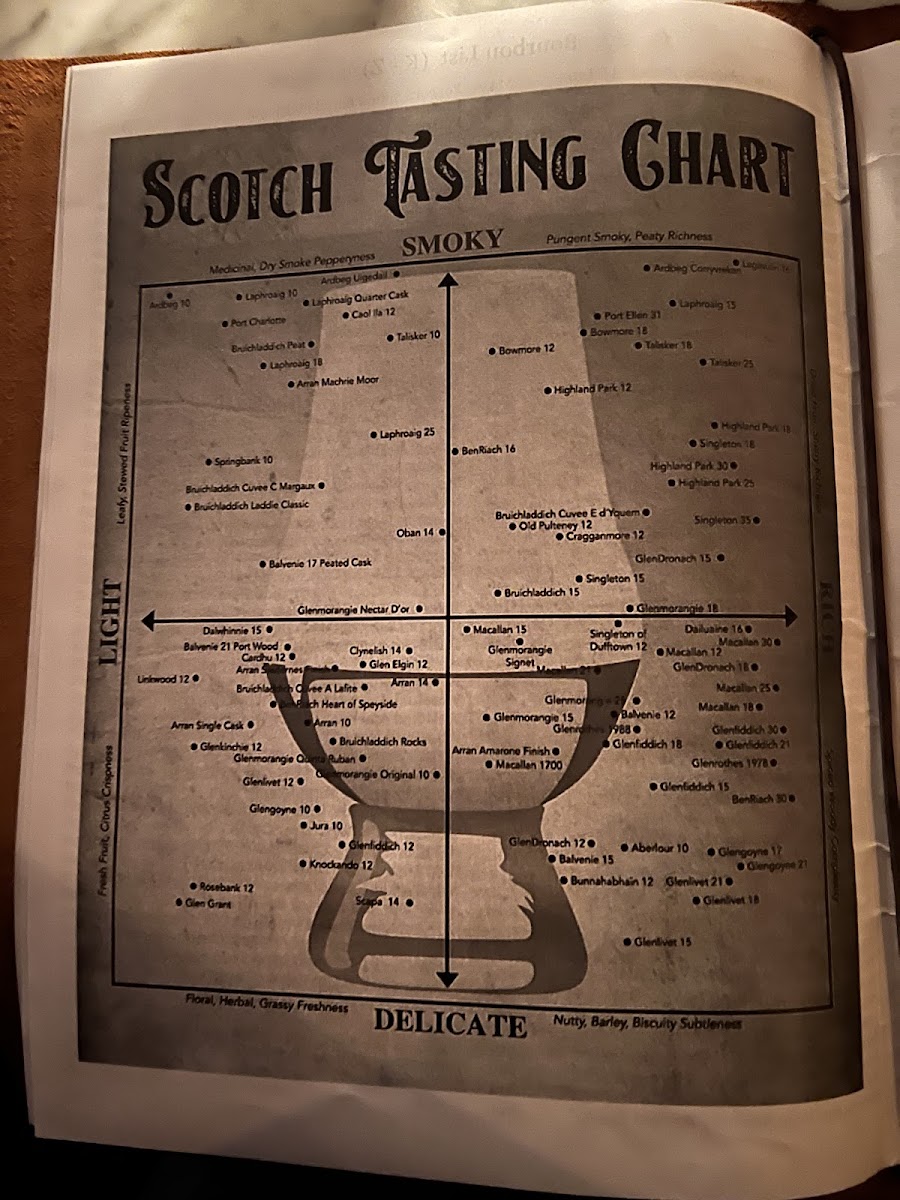 SCOTCH TASTING CHART
SMOKY
Medicinal, Dry Smoke Pepperyness
Pungent Smoky, Peaty Richness
Ardbeg Uigedail
Ardbeg Corryvrekan
Ardbeg 10
Laphroaig 10
Laphroaig Quarter Cask
Laphroaig 15
Caol Ila 12
Port Ellen 31
Port Charlotte
Bowmore 18
Talisker 10
Bruichladdich Peat
Bowmore 12
Talisker 18
Laphroaig 18
Talisker 25
Arran Machrie Moor
Highland Park 12
Laphroaig 25
Highland Park 18
Singleton 18
BenRiach 16
Springbank 10
Highland Park 30
Highland Park 25
Bruichladdich Cuvee C Margaux
Bruichladdich Laddie Classic
Bruichladdich Cuvee E d'Yquem
Old Pulteney 12
Singleton 35
Oban 14
Cragganmore 12
Balvenie 17 Peated Cask
GlenDronach 15
Singleton 15
Bruichladdich 15
Glenmorangie Nectar D'or
Glenmorangie 18
Leafy, Stewed Fruit Ripeness
LIGHT
Dalwhinnie 15
Macallan 15
Singleton of
Dufftown 12
Dailuaine 16
Macallan 30
Balvenie 21 Port Wood
Clynelish 14
Glenmorangie
Signet
Macallan 12
Cardhu 12
Glen Elgin 12
GlenDronach 18
Arran
Macallan 21
Linkwood 12
Arran 14
Bruichladdich Cuvee A Lafite
Macallan 25
Heart of Speyside
Glenmorangie 25
Macallan 18
Arran Single Cask
Arran 10
Glenmorangie 15
Balvenie 12
Glenrothes 1988
Glenfiddich 30
Glenkinchie 12
Bruichladdich Rocks
Glenfiddich 18
Glenfiddich 21
Glenmorangie Quinta Ruban
Arran Amarone Finish
Macallan 1700
Glenrothes 1978
Glenmorangie Original 10
Glenlivet 12
Glenfiddich 15
BenRiach 30
Glengoyne 10
Jura 10
Glenfiddich 12
GlenDronach 12
Aberlour 10
Glengoyne 17
Knockando 12
Balvenie 15
Glengoyne 21
Rosebank 12
Bunnahabhain 12
Glenlivet 21
Glen Grant
Scapa 14
Glenlivet 18
Glenlivet 15
Fresh Fruit, Citrus Crispness
Floral, Herbal, Grassy Freshness
DELICATE
Nutty, Barley, Biscuity Subtleness